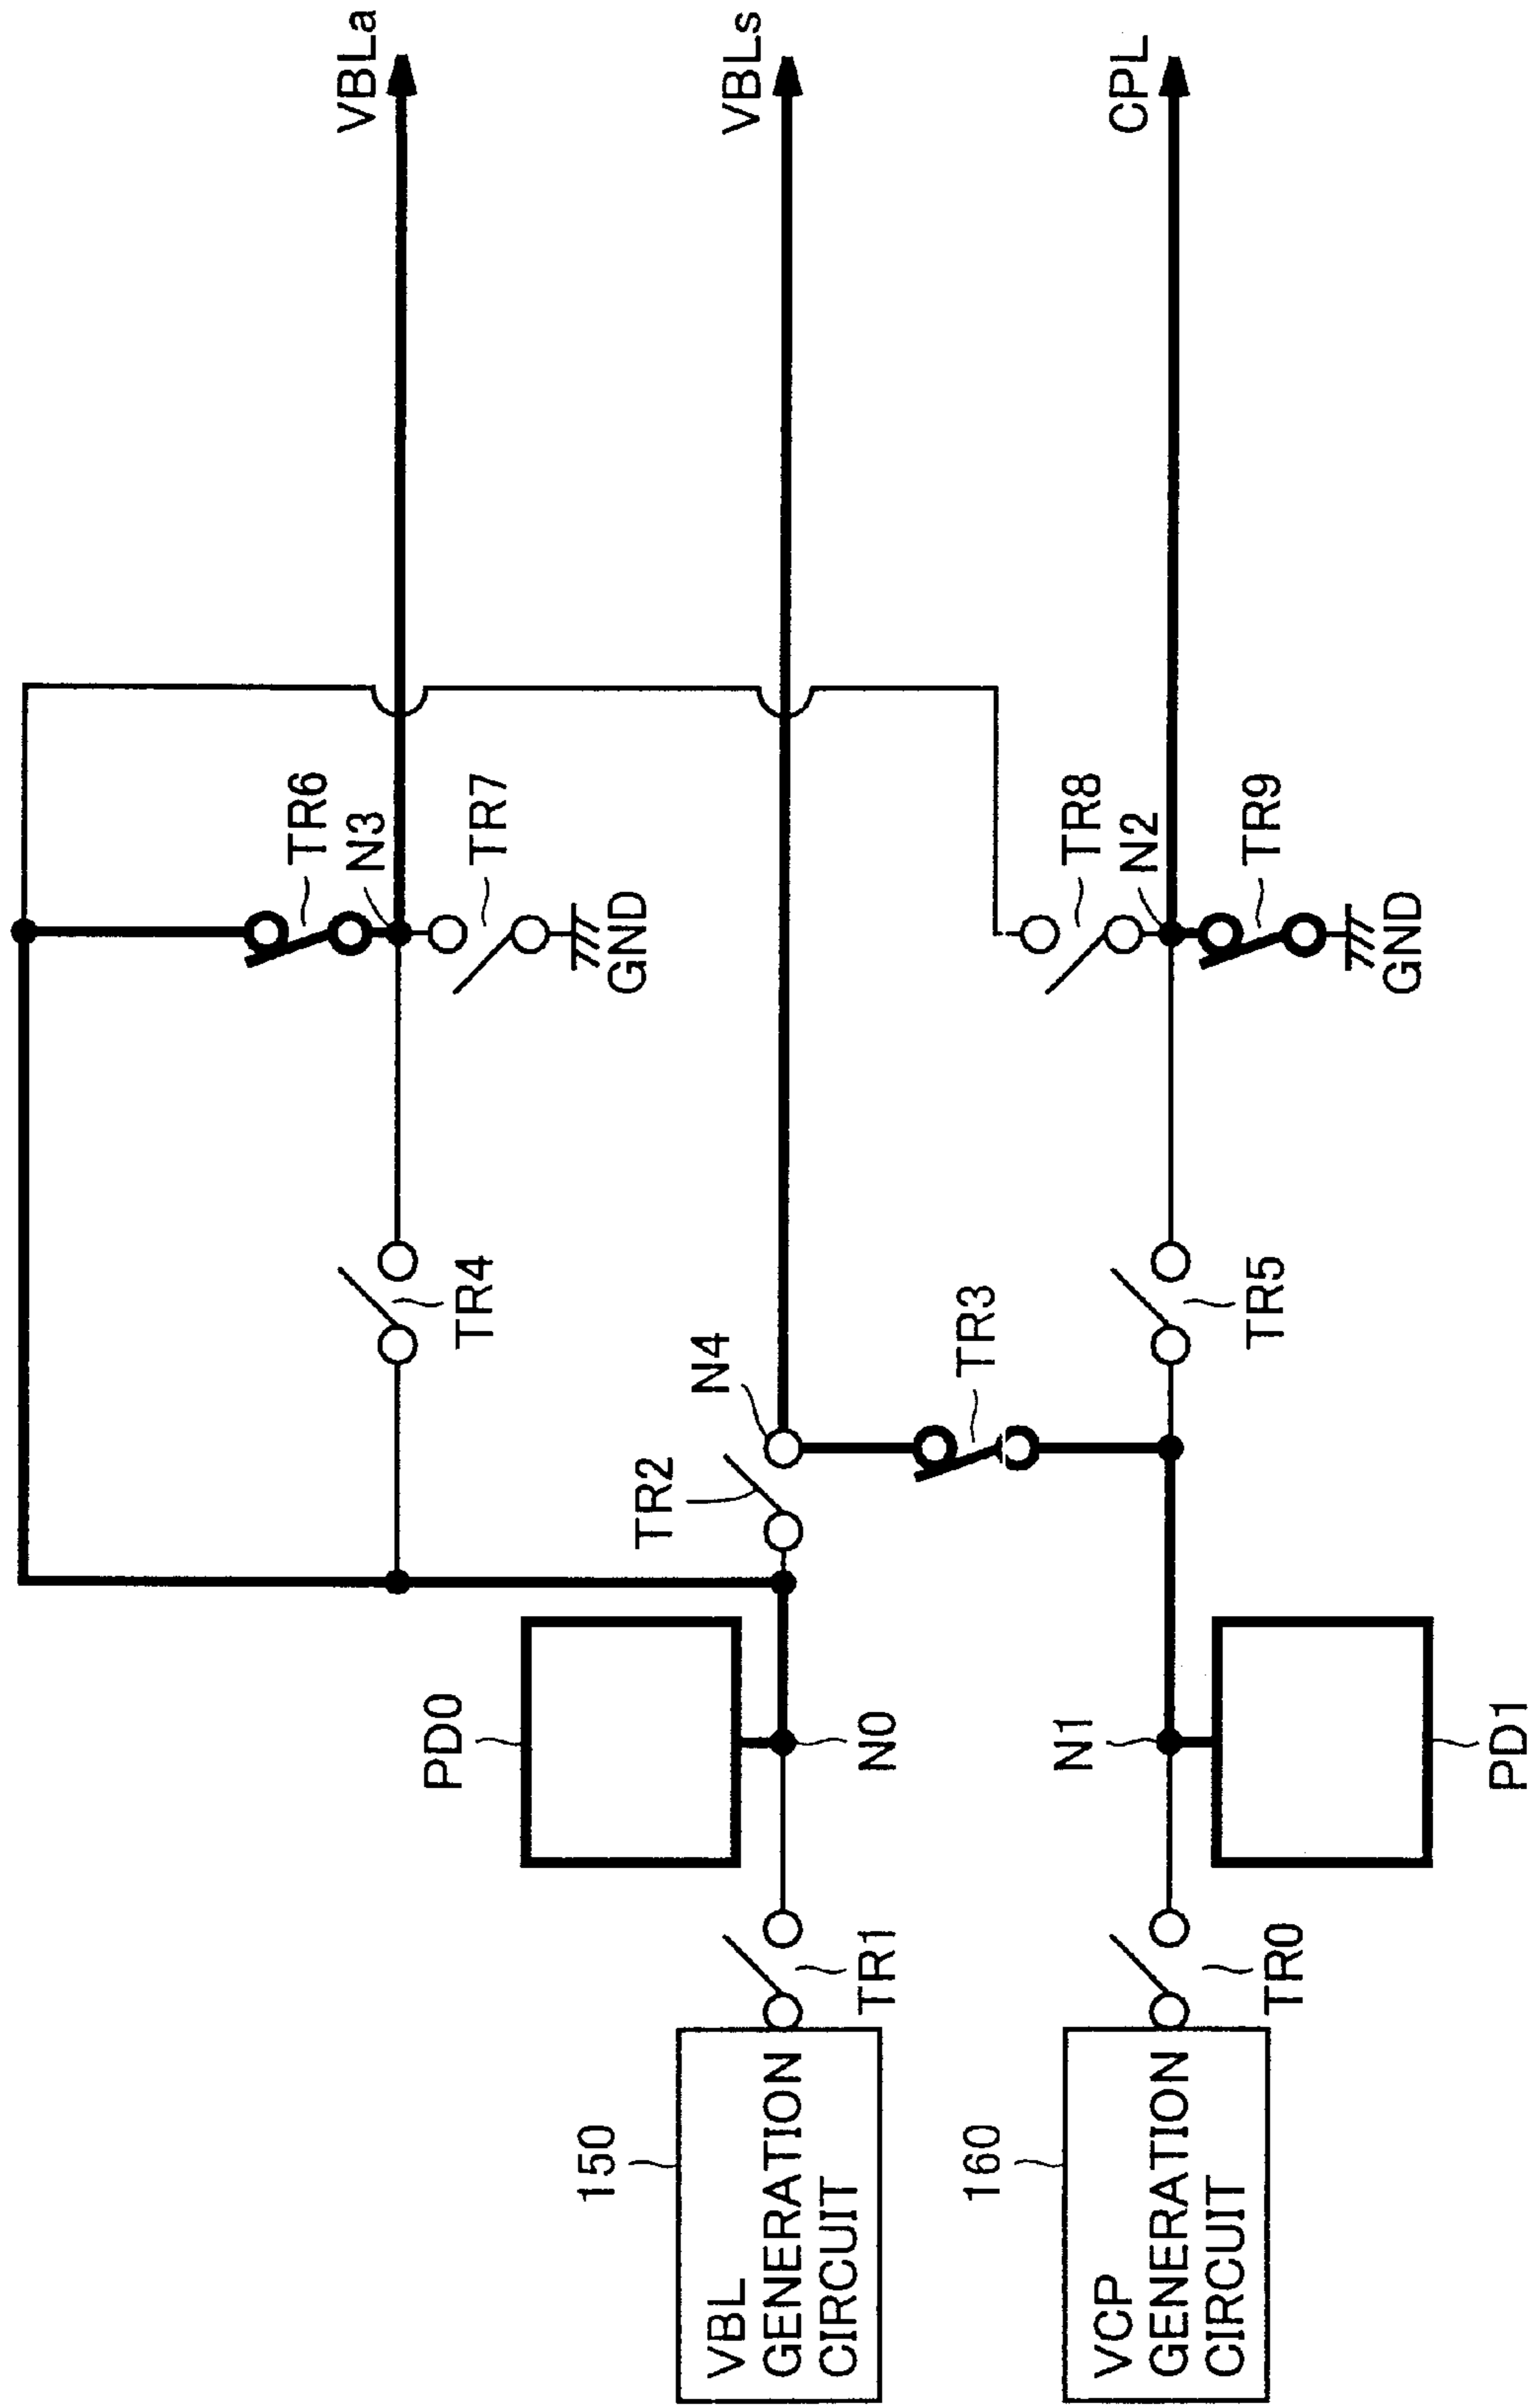 VBLa
VBLs
CPL
TR6
N3
TR7
GND
TR8
N2
TR9
GND
TR4
N4
TR3
TR5
TR2
PD0
N0
N1
PD1
TR1
TR0
150
VBL
GENERATION
CIRCUIT
160
VCP
GENERATION
CIRCUIT